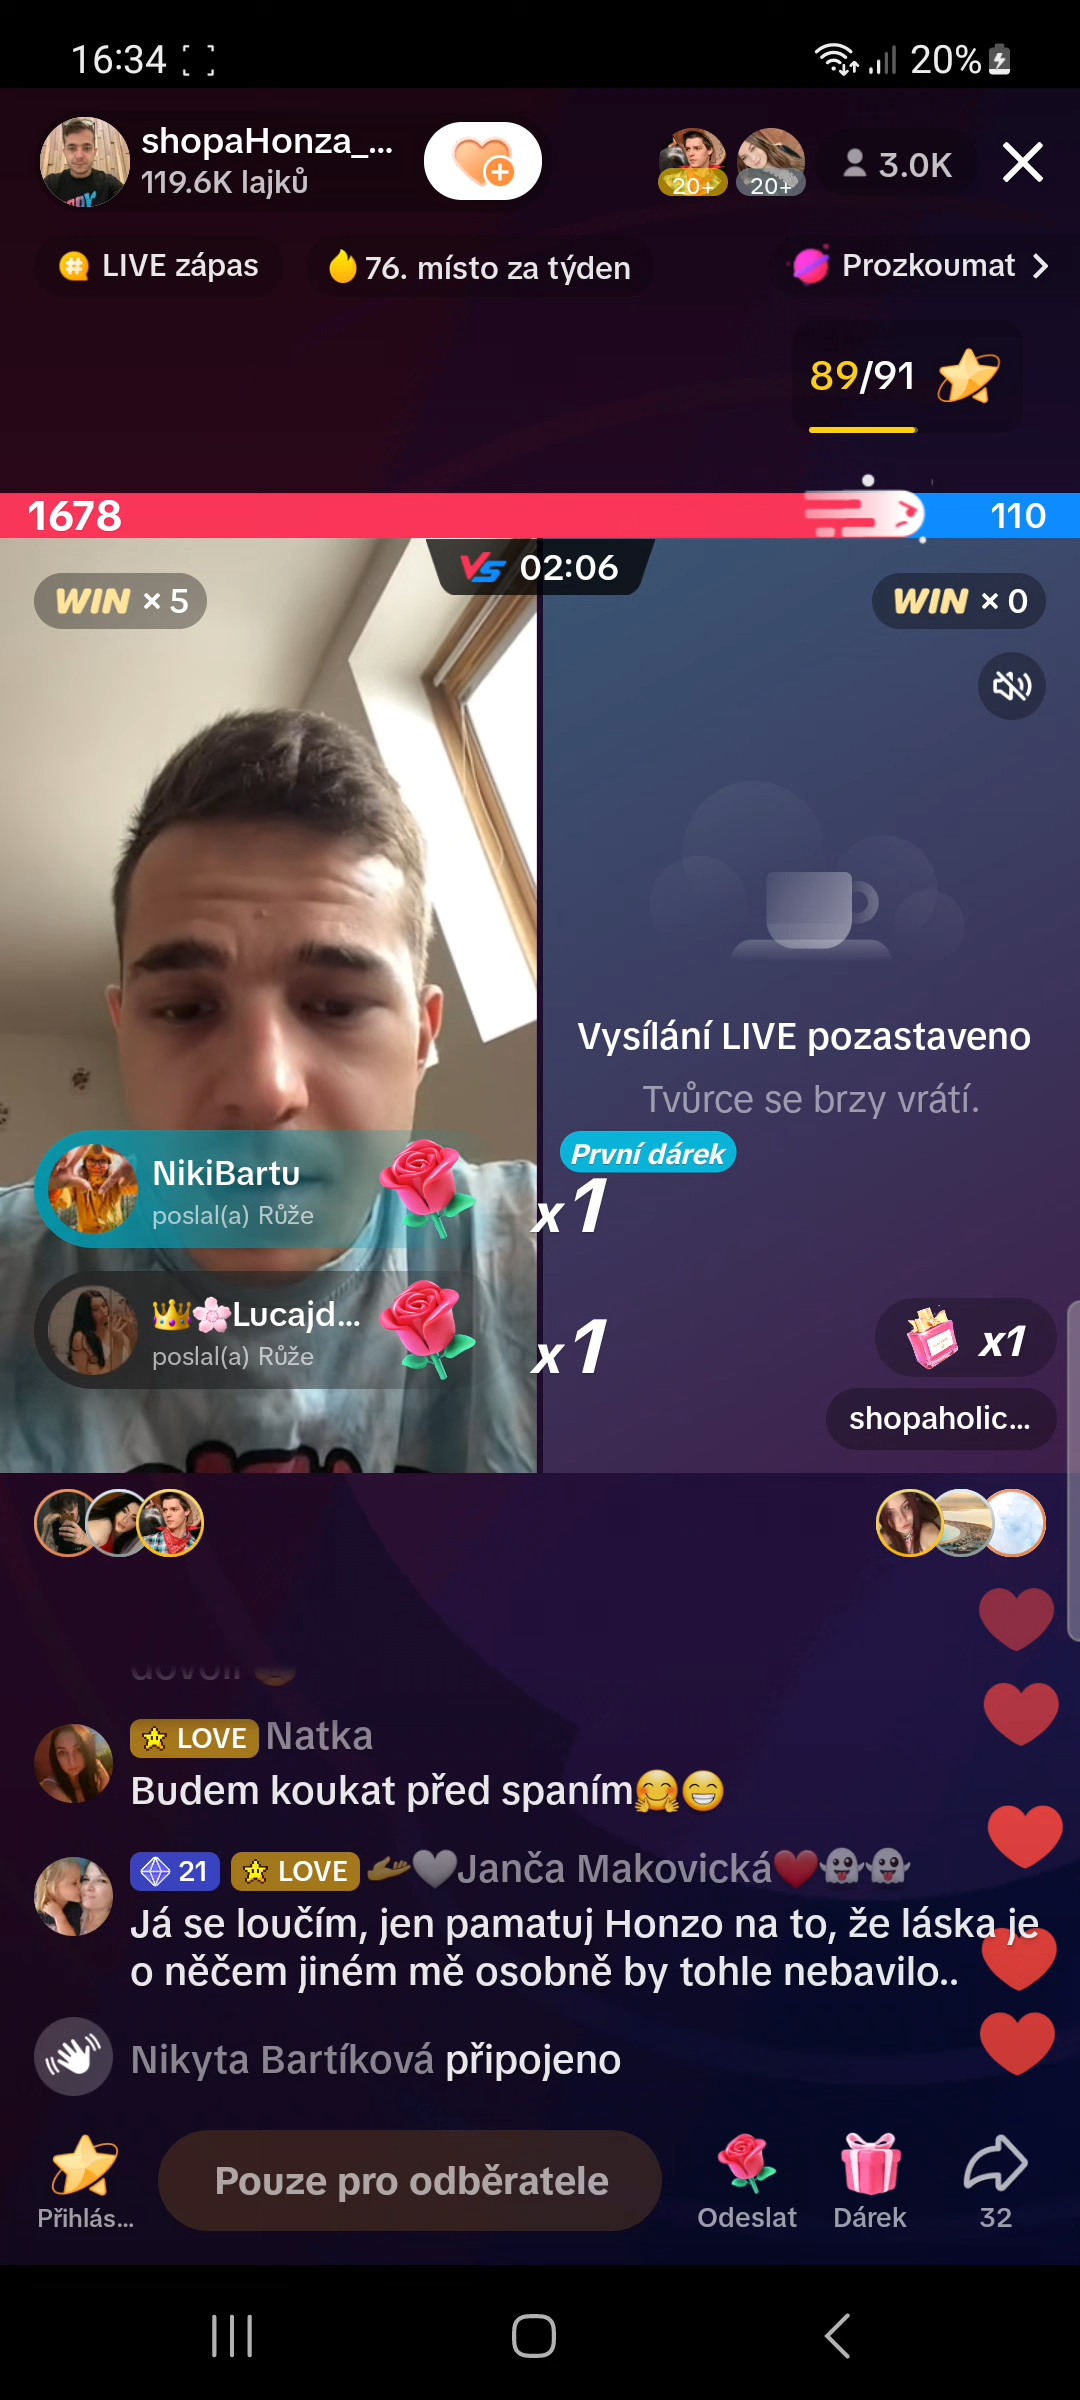 16:34
20%
shopaHonza_...
119.6K lajků
20+
20+
3.0K
LIVE zápas
76. místo za týden
Prozkoumat
89/91
1678
110
VS 02:06
WIN × 5
WIN × 0
Vysílání LIVE pozastaveno
Tvůrce se brzy vrátí.
První dárek
NikiBartu
poslal(a) Růže
x1
👑🌸Lucajd...
poslal(a) Růže
x1
x1
shopaholic...
LOVE Natka
Budem koukat před spaním🤗😁
21 LOVE 🫴🤍Janča Makovická❤️👻👻
Já se loučím, jen pamatuj Honzo na to, že láska je
o něčem jiném mě osobně by tohle nebavilo..
Nikyta Bartíková připojeno
Přihlás...
Pouze pro odběratele
Odeslat
Dárek
32